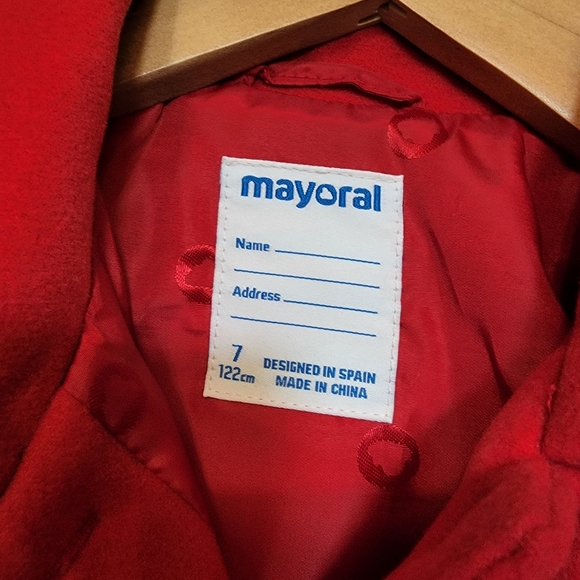 mayoral
Name
Address
7
122cm
DESIGNED IN SPAIN
MADE IN CHINA